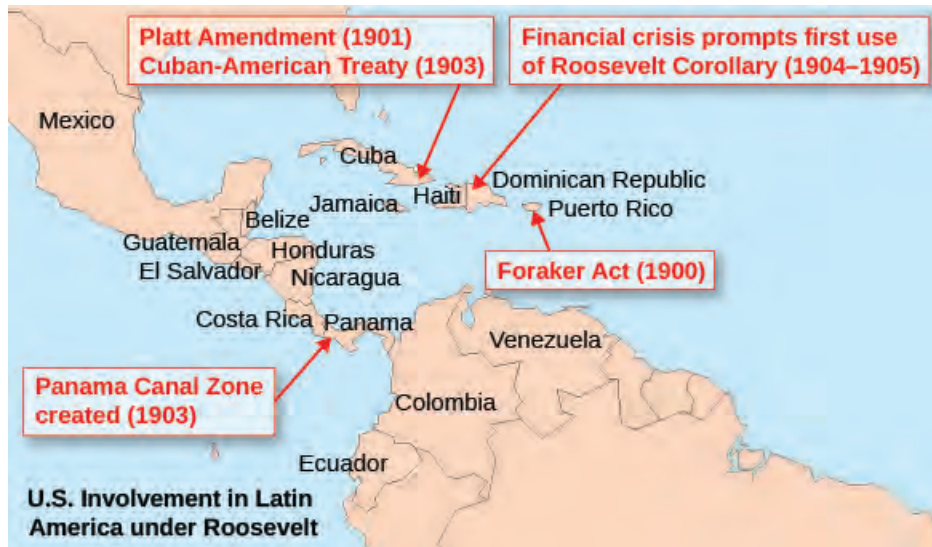 Platt Amendment (1901)
Cuban-American Treaty (1903)
Financial crisis prompts first use
of Roosevelt Corollary (1904–1905)
Mexico
Cuba
Haiti
Dominican Republic
Jamaica
Puerto Rico
Belize
Guatemala
Honduras
El Salvador
Nicaragua
Foraker Act (1900)
Costa Rica
Panama
Venezuela
Panama Canal Zone
created (1903)
Colombia
Ecuador
U.S. Involvement in Latin
America under Roosevelt